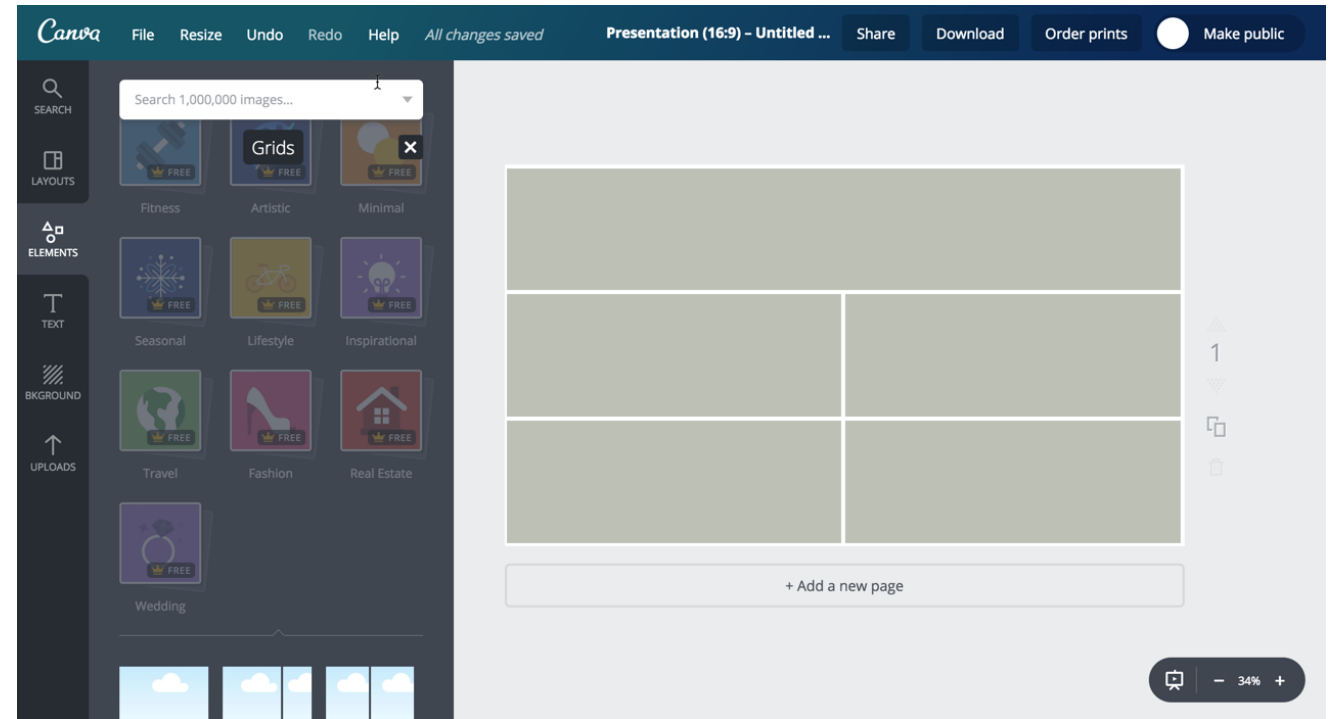 Canva File Resize Undo Redo Help All changes saved Presentation (16:9) – Untitled ... Share Download Order prints Make public
SEARCH
LAYOUTS
ELEMENTS
TEXT
BKGROUND
UPLOADS
Search 1,000,000 images...
Grids
FREE FREE FREE
Fitness Artistic Minimal
FREE FREE FREE
Seasonal Lifestyle Inspirational
FREE FREE FREE
Travel Fashion Real Estate
FREE
Wedding
1
+ Add a new page
− 34% +